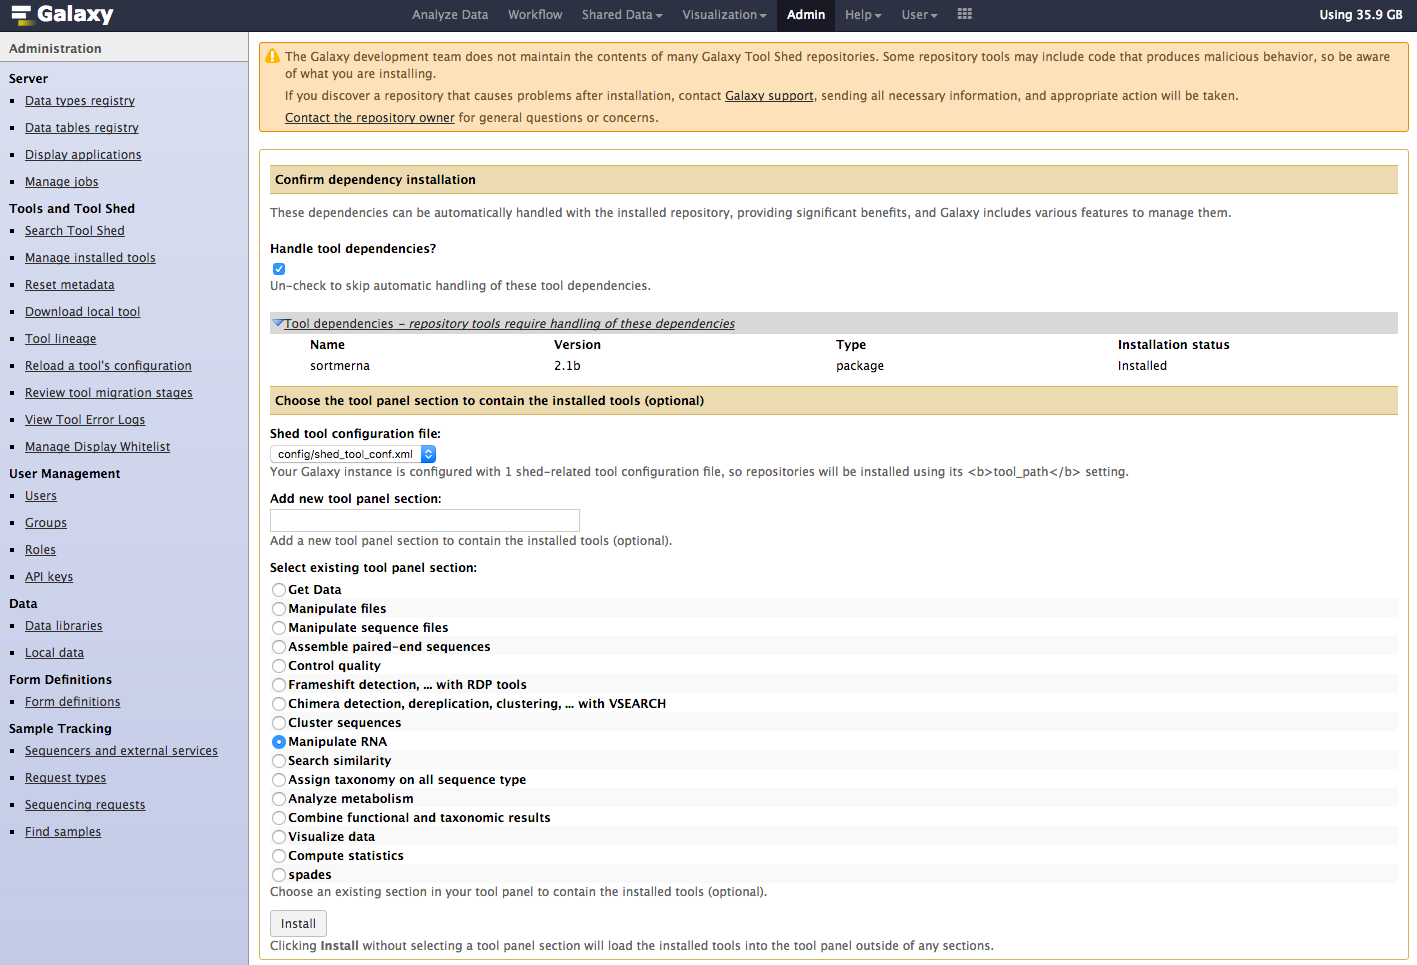 Galaxy
Analyze Data
Workflow
Shared Data
Visualization
Admin
Help
User
Using 35.9 GB
Administration
Server
Data types registry
Data tables registry
Display applications
Manage jobs
Tools and Tool Shed
Search Tool Shed
Manage installed tools
Reset metadata
Download local tool
Tool lineage
Reload a tool's configuration
Review tool migration stages
View Tool Error Logs
Manage Display Whitelist
User Management
Users
Groups
Roles
API keys
Data
Data libraries
Local data
Form Definitions
Form definitions
Sample Tracking
Sequencers and external services
Request types
Sequencing requests
Find samples
The Galaxy development team does not maintain the contents of many Galaxy Tool Shed repositories. Some repository tools may include code that produces malicious behavior, so be aware
of what you are installing.
If you discover a repository that causes problems after installation, contact Galaxy support, sending all necessary information, and appropriate action will be taken.
Contact the repository owner for general questions or concerns.
Confirm dependency installation
These dependencies can be automatically handled with the installed repository, providing significant benefits, and Galaxy includes various features to manage them.
Handle tool dependencies?
Un-check to skip automatic handling of these tool dependencies.
Tool dependencies - repository tools require handling of these dependencies
Name Version Type Installation status
sortmerna 2.1b package Installed
Choose the tool panel section to contain the installed tools (optional)
Shed tool configuration file:
config/shed_tool_conf.xml
Your Galaxy instance is configured with 1 shed-related tool configuration file, so repositories will be installed using its <b>tool_path</b> setting.
Add new tool panel section:
Add a new tool panel section to contain the installed tools (optional).
Select existing tool panel section:
Get Data
Manipulate files
Manipulate sequence files
Assemble paired-end sequences
Control quality
Frameshift detection, ... with RDP tools
Chimera detection, dereplication, clustering, ... with VSEARCH
Cluster sequences
Manipulate RNA
Search similarity
Assign taxonomy on all sequence type
Analyze metabolism
Combine functional and taxonomic results
Visualize data
Compute statistics
spades
Choose an existing section in your tool panel to contain the installed tools (optional).
Install
Clicking Install without selecting a tool panel section will load the installed tools into the tool panel outside of any sections.